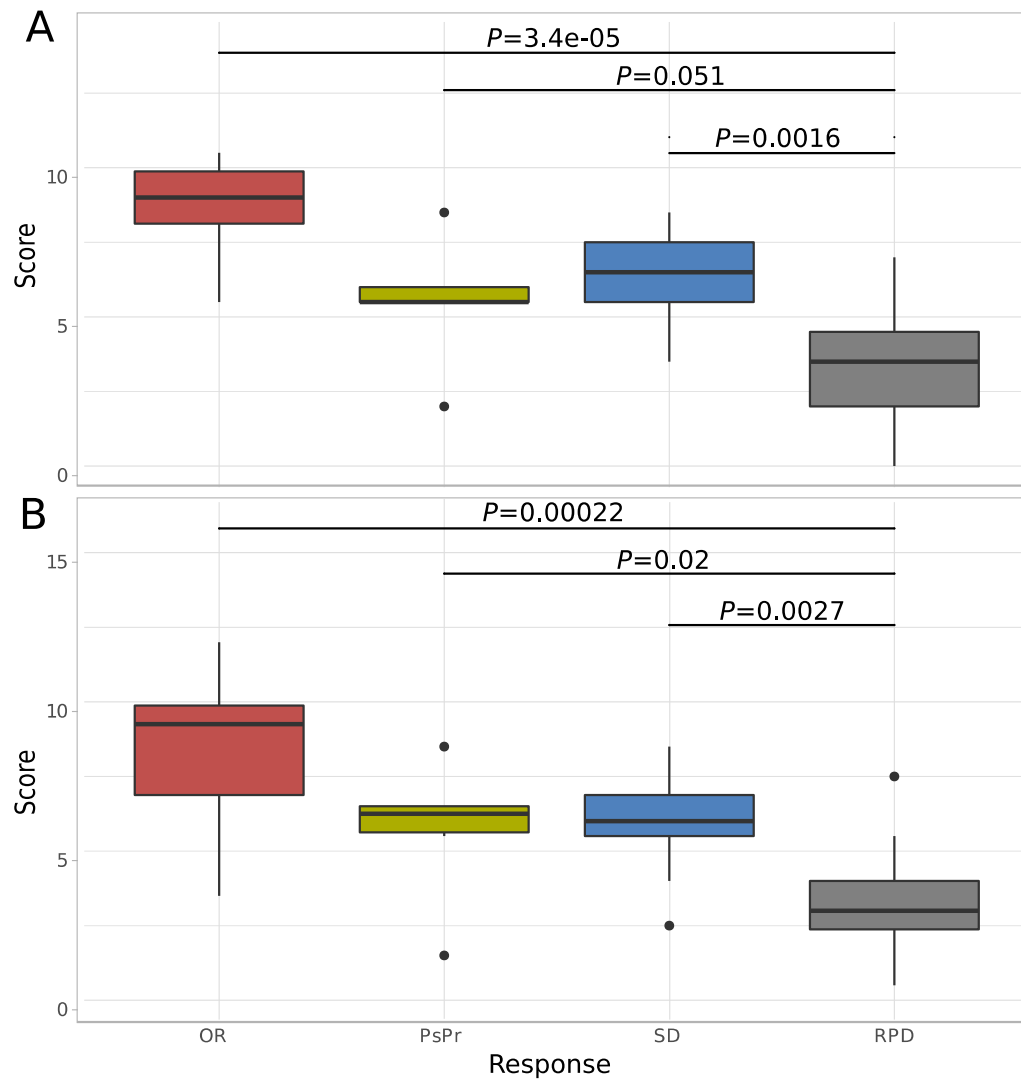 A
P=3.4e-05
P=0.051
P=0.0016
10
5
0
Score
B
P=0.00022
P=0.02
P=0.0027
15
10
5
0
Score
OR PsPr SD RPD
Response